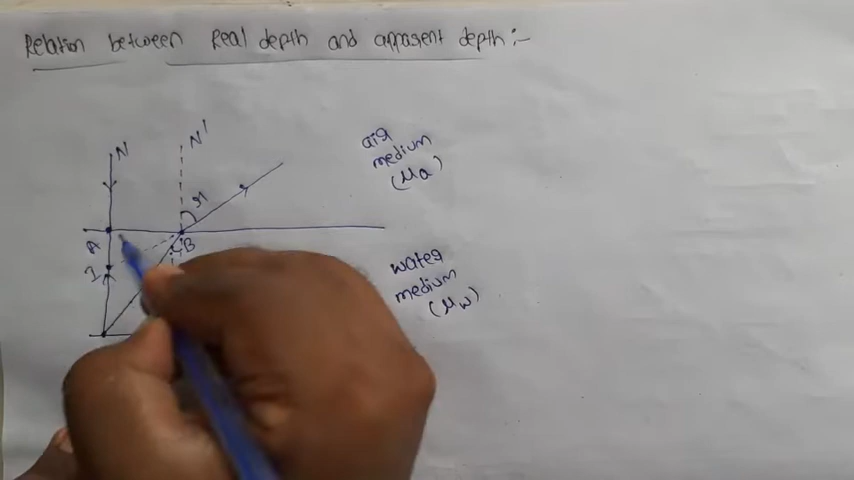 Relation between Real depth and apparent depth :-
N
N'
air
medium
(μa)
r
A
B
i
I
water
medium
(μw)